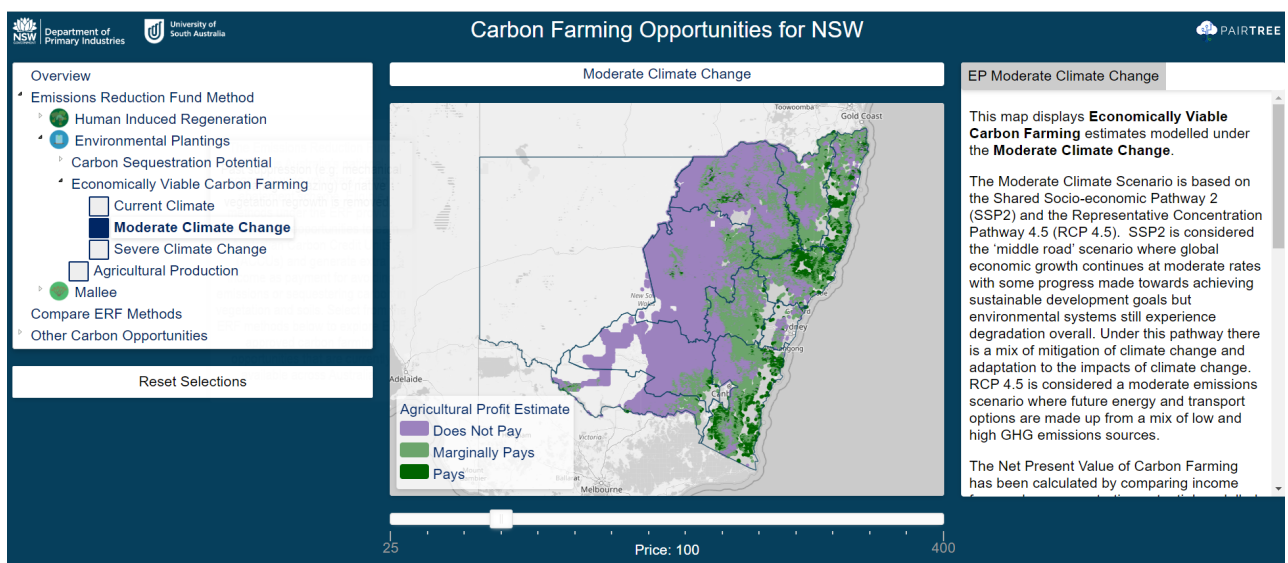 NSW
GOVERNMENT
Department of
Primary Industries
University of
South Australia
Carbon Farming Opportunities for NSW
PAIRTREE
Overview
Emissions Reduction Fund Method
Human Induced Regeneration
Environmental Plantings
Carbon Sequestration Potential
Economically Viable Carbon Farming
Current Climate
Moderate Climate Change
Severe Climate Change
Agricultural Production
Mallee
Compare ERF Methods
Other Carbon Opportunities
Reset Selections
Moderate Climate Change
Toowoomba
Gold Coast
Adelaide
Victoria
Melbourne
Agricultural Profit Estimate
Does Not Pay
Marginally Pays
Pays
25
Price: 100
400
EP Moderate Climate Change
This map displays Economically Viable
Carbon Farming estimates modelled under
the Moderate Climate Change.
The Moderate Climate Scenario is based on
the Shared Socio-economic Pathway 2
(SSP2) and the Representative Concentration
Pathway 4.5 (RCP 4.5). SSP2 is considered
the ‘middle road’ scenario where global
economic growth continues at moderate rates
with some progress made towards achieving
sustainable development goals but
environmental systems still experience
degradation overall. Under this pathway there
is a mix of mitigation of climate change and
adaptation to the impacts of climate change.
RCP 4.5 is considered a moderate emissions
scenario where future energy and transport
options are made up from a mix of low and
high GHG emissions sources.
The Net Present Value of Carbon Farming
has been calculated by comparing income